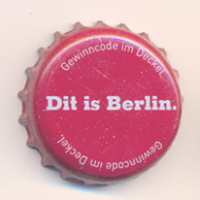 Gewinncode im Deckel.
Dit is Berlin.
Gewinncode im Deckel.